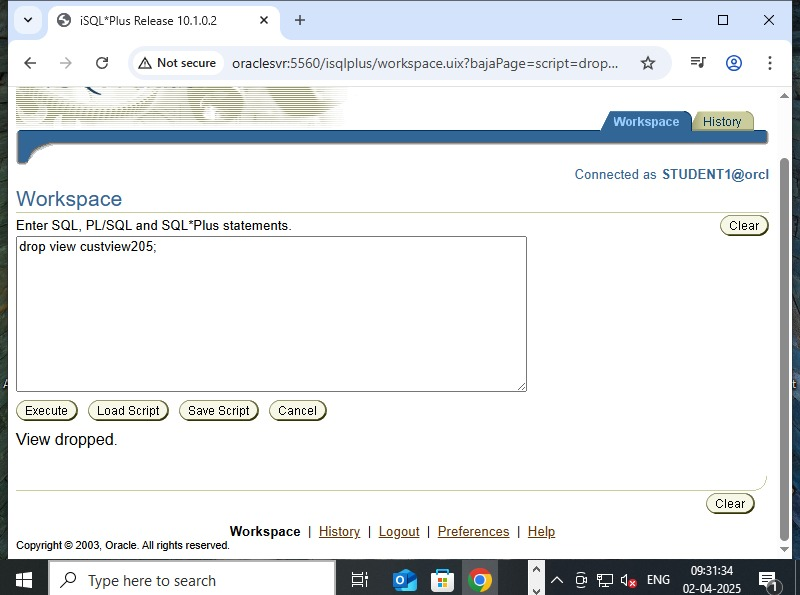 iSQL*Plus Release 10.1.0.2
Not secure
oraclesvr:5560/isqlplus/workspace.uix?bajaPage=script=drop...
Workspace
History
Connected as STUDENT1@orcl
Workspace
Enter SQL, PL/SQL and SQL*Plus statements.
Clear
drop view custview205;
Execute
Load Script
Save Script
Cancel
View dropped.
Clear
Workspace | History | Logout | Preferences | Help
Copyright © 2003, Oracle. All rights reserved.
Type here to search
ENG
09:31:34
02-04-2025
1